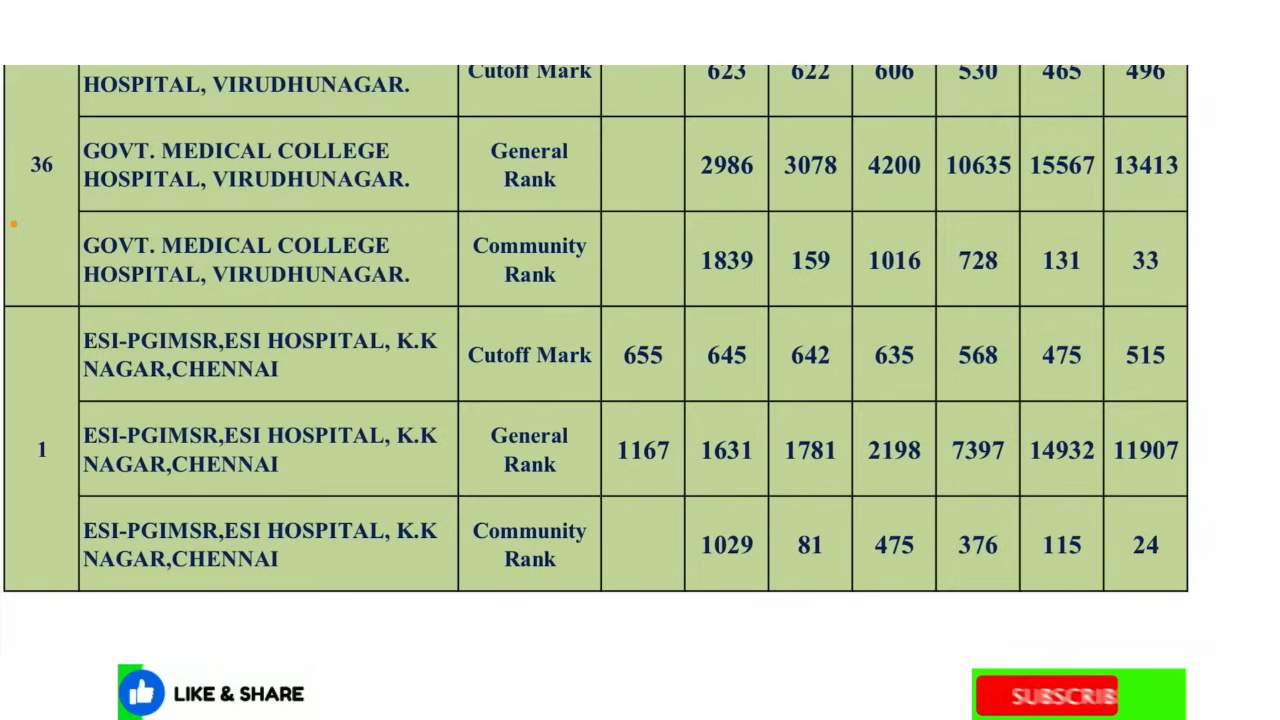 HOSPITAL, VIRUDHUNAGAR. Cutoff Mark 623 622 606 530 465 496
36
GOVT. MEDICAL COLLEGE
HOSPITAL, VIRUDHUNAGAR.
General
Rank
2986 3078 4200 10635 15567 13413
GOVT. MEDICAL COLLEGE
HOSPITAL, VIRUDHUNAGAR.
Community
Rank
1839 159 1016 728 131 33
1
ESI-PGIMSR,ESI HOSPITAL, K.K
NAGAR,CHENNAI
Cutoff Mark 655 645 642 635 568 475 515
ESI-PGIMSR,ESI HOSPITAL, K.K
NAGAR,CHENNAI
General
Rank
1167 1631 1781 2198 7397 14932 11907
ESI-PGIMSR,ESI HOSPITAL, K.K
NAGAR,CHENNAI
Community
Rank
1029 81 475 376 115 24
LIKE & SHARE
SUBSCRIB